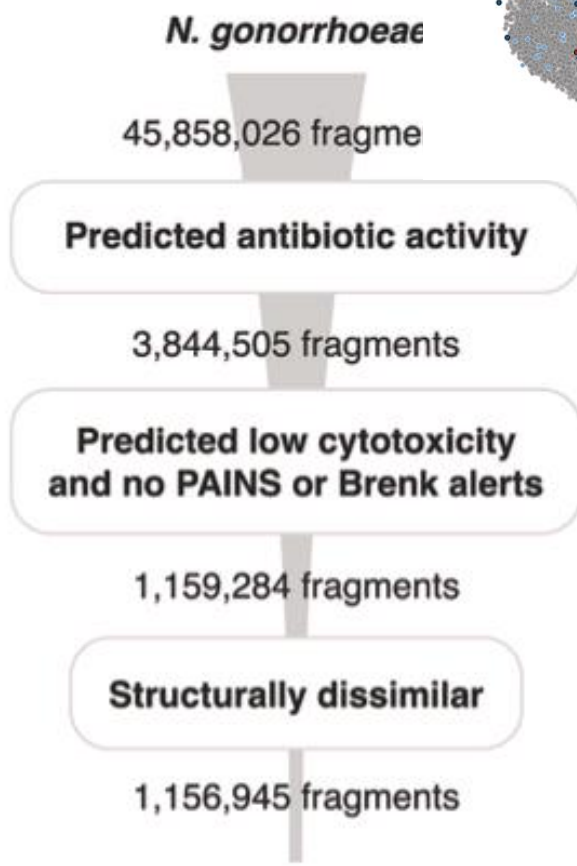 N. gonorrhoeae
45,858,026 fragme
Predicted antibiotic activity
3,844,505 fragments
Predicted low cytotoxicity
and no PAINS or Brenk alerts
1,159,284 fragments
Structurally dissimilar
1,156,945 fragments